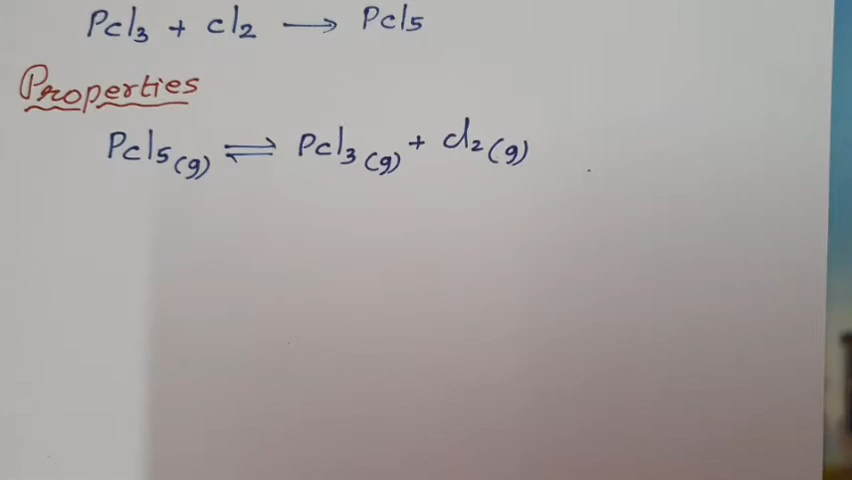 Pcl3 + cl2 ⟶ Pcl5
Properties
Pcl5(g) ⇌ Pcl3(g) + cl2(g)